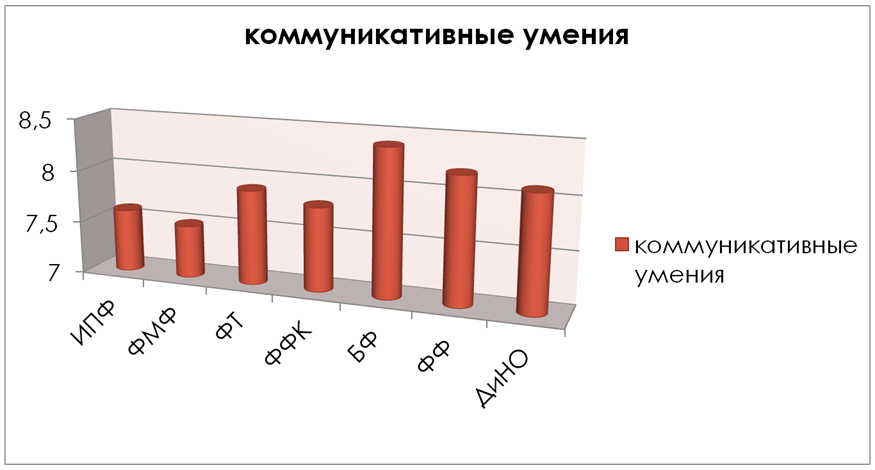 коммуникативные умения
8,5
8
7,5
7
ИПФ
ФМФ
ФТ
ФФК
БФ
ФФ
ДиНО
коммуникативные
умения